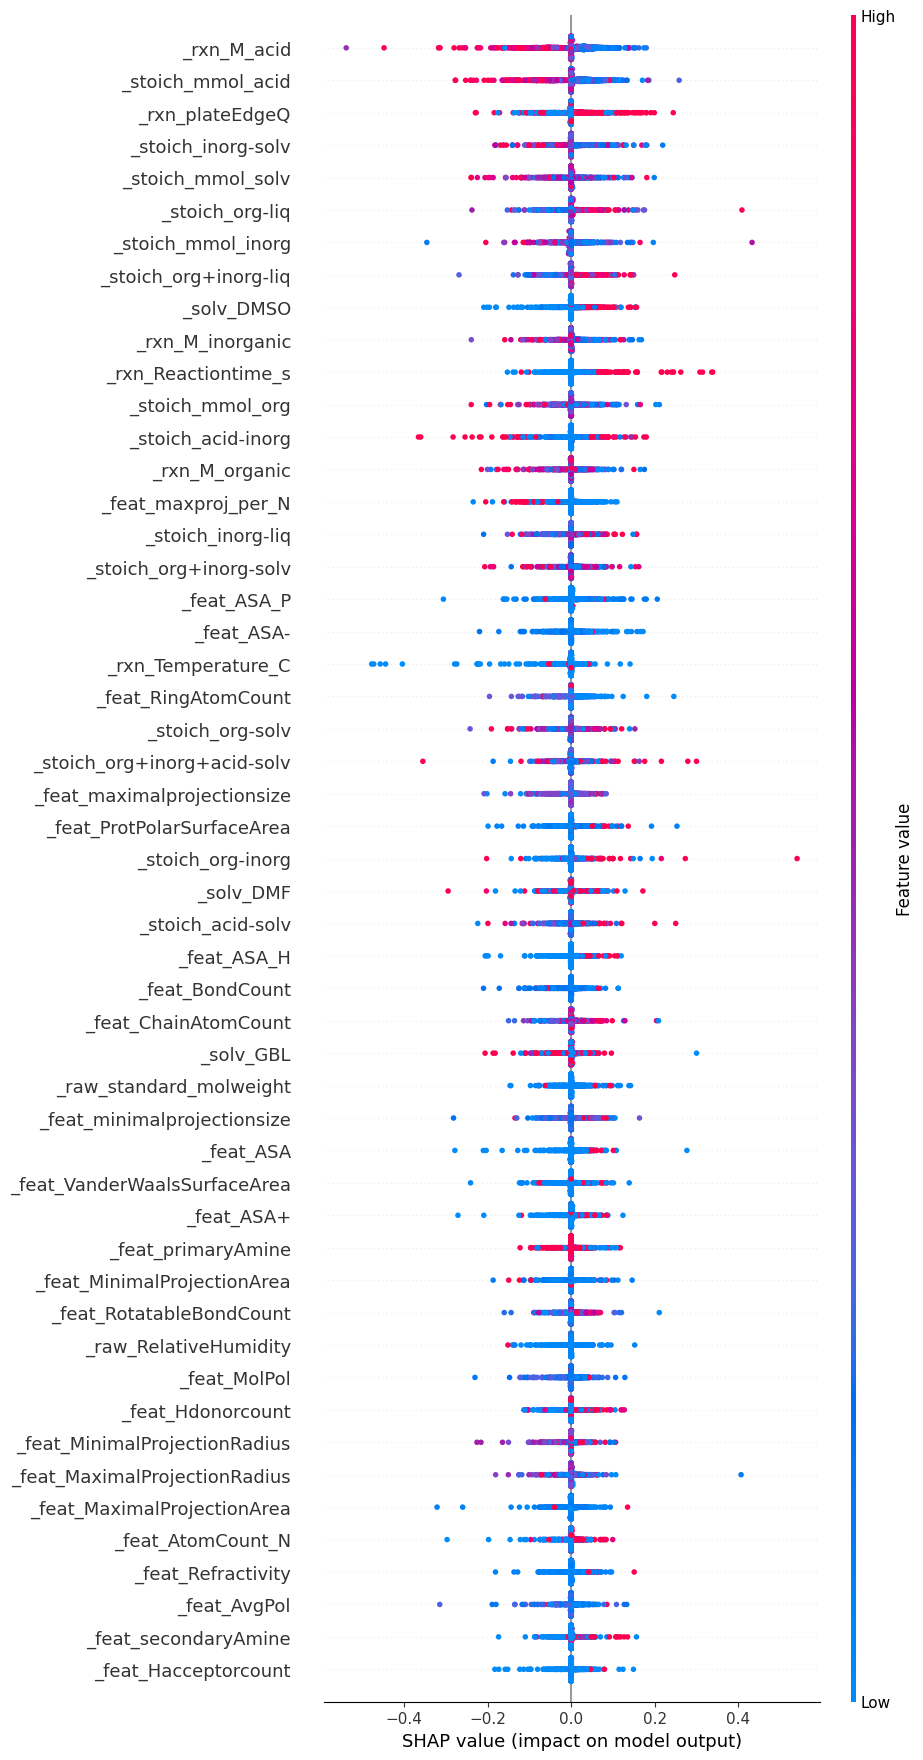 High
_rxn_M_acid
_stoich_mmol_acid
_rxn_plateEdgeQ
_stoich_inorg-solv
_stoich_mmol_solv
_stoich_org-liq
_stoich_mmol_inorg
_stoich_org+inorg-liq
_solv_DMSO
_rxn_M_inorganic
_rxn_Reactiontime_s
_stoich_mmol_org
_stoich_acid-inorg
_rxn_M_organic
_feat_maxproj_per_N
_stoich_inorg-liq
_stoich_org+inorg-solv
_feat_ASA_P
_feat_ASA-
_rxn_Temperature_C
_feat_RingAtomCount
_stoich_org-solv
_stoich_org+inorg+acid-solv
_feat_maximalprojectionsize
_feat_ProtPolarSurfaceArea
_stoich_org-inorg
_solv_DMF
_stoich_acid-solv
_feat_ASA_H
_feat_BondCount
_feat_ChainAtomCount
_solv_GBL
_raw_standard_molweight
_feat_minimalprojectionsize
_feat_ASA
_feat_VanderWaalsSurfaceArea
_feat_ASA+
_feat_primaryAmine
_feat_MinimalProjectionArea
_feat_RotatableBondCount
_raw_RelativeHumidity
_feat_MolPol
_feat_Hdonorcount
_feat_MinimalProjectionRadius
_feat_MaximalProjectionRadius
_feat_MaximalProjectionArea
_feat_AtomCount_N
_feat_Refractivity
_feat_AvgPol
_feat_secondaryAmine
_feat_Hacceptorcount
Feature value
Low
−0.4 −0.2 0.0 0.2 0.4
SHAP value (impact on model output)